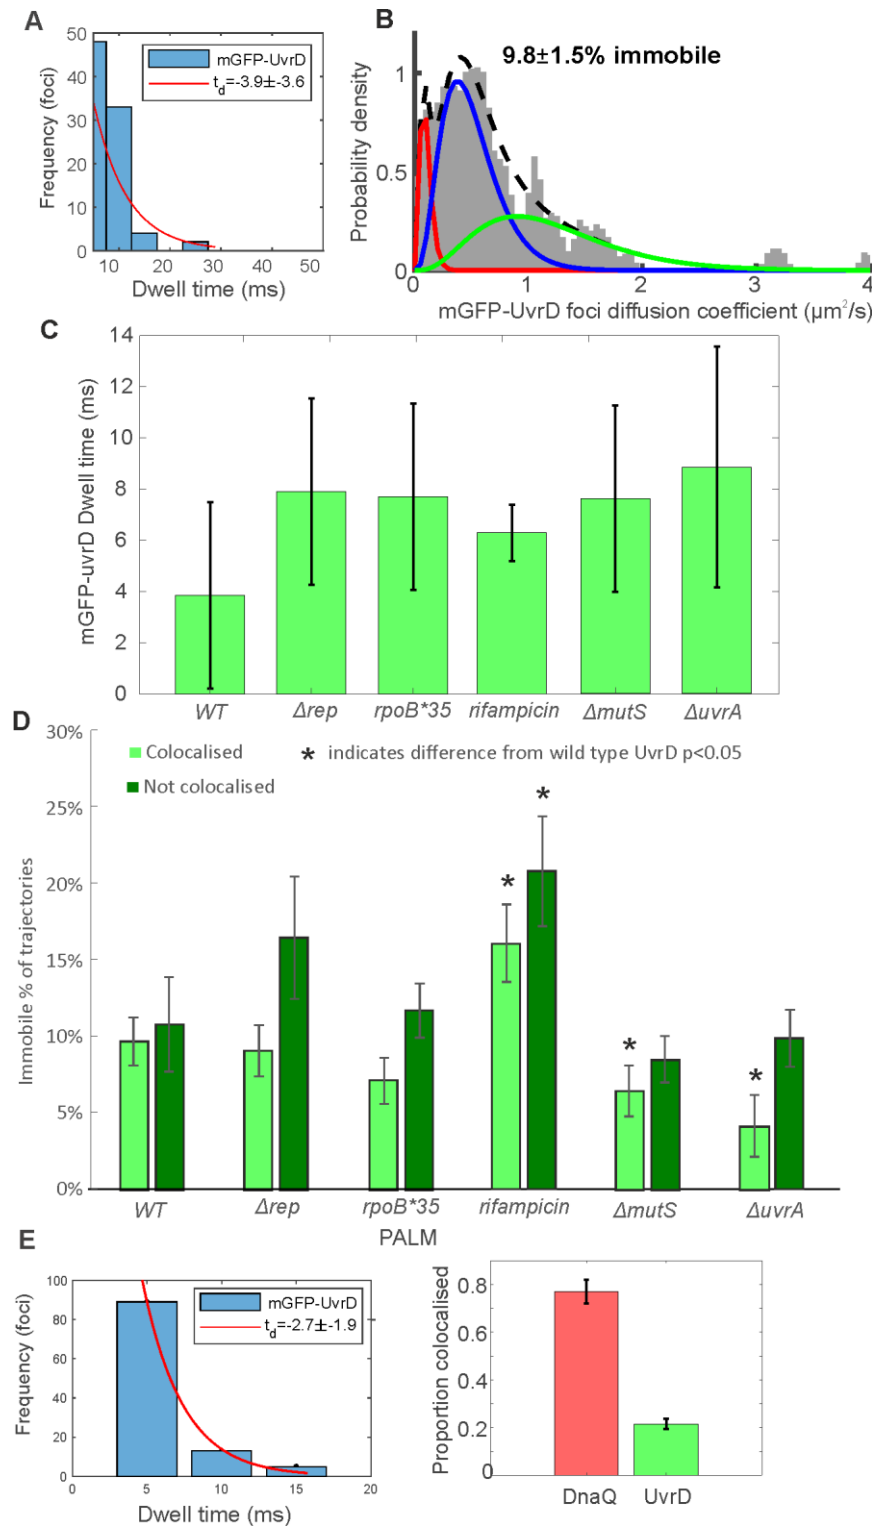 A
50
40
30
20
10
0
Frequency (foci)
mGFP-UvrD
t_d=-3.9±-3.6
10 20 30 40 50
Dwell time (ms)
B
9.8±1.5% immobile
1
0.5
0
Probability density
0 1 2 3 4
mGFP-UvrD foci diffusion coefficient (µm²/s)
C
14
12
10
8
6
4
2
0
mGFP-uvrD Dwell time (ms)
WT Δrep rpoB*35 rifampicin ΔmutS ΔuvrA
D
30%
25%
20%
15%
10%
5%
0%
Immobile % of trajectories
Colocalised
* indicates difference from wild type UvrD p<0.05
Not colocalised
*
*
*
*
WT Δrep rpoB*35 rifampicin ΔmutS ΔuvrA
PALM
E
100
80
60
40
20
0
Frequency (foci)
mGFP-UvrD
t_d=-2.7±-1.9
0 5 10 15 20
Dwell time (ms)
0.8
0.6
0.4
0.2
0
Proportion colocalised
DnaQ UvrD